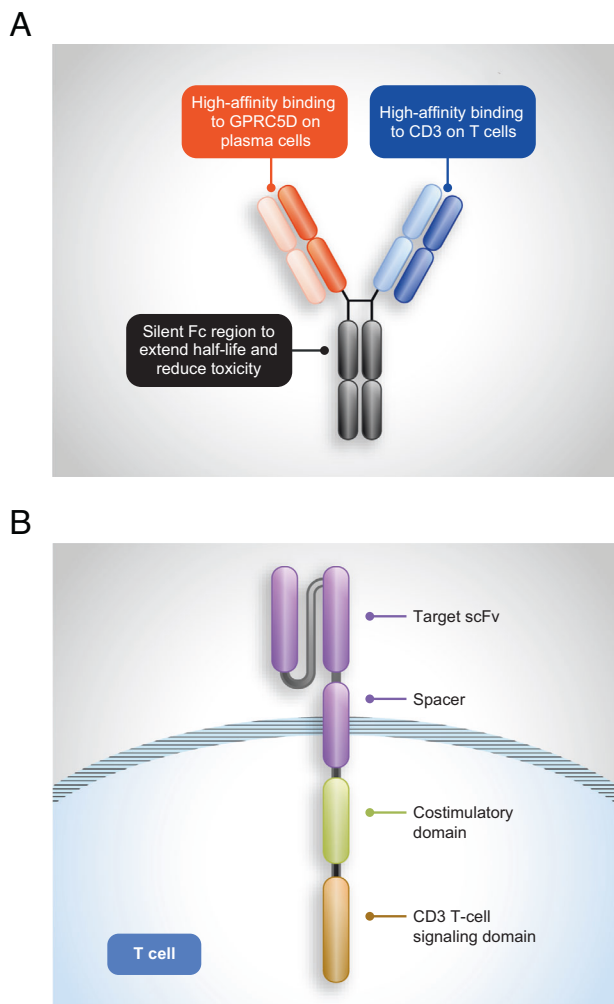 A
High-affinity binding
to GPRC5D on
plasma cells
High-affinity binding
to CD3 on T cells
Silent Fc region to
extend half-life and
reduce toxicity
B
Target scFv
Spacer
Costimulatory
domain
CD3 T-cell
signaling domain
T cell